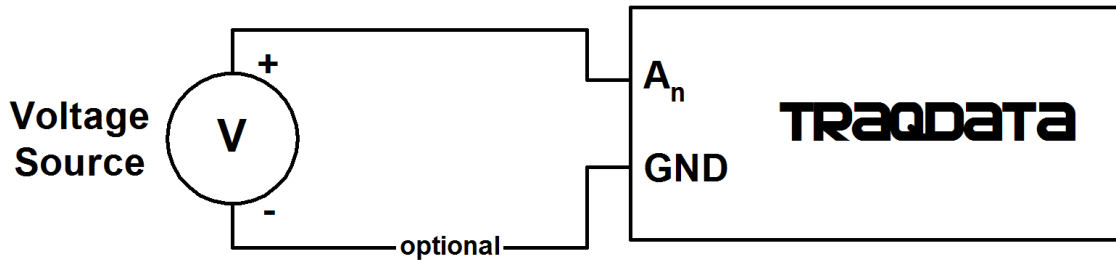 +
Voltage
Source
V
-
optional
An
GND
TRAQDATA